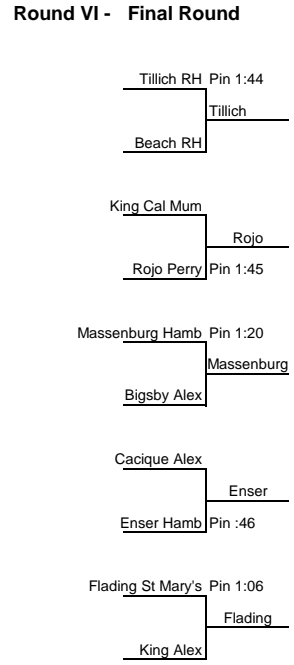 Round VI - Final Round
Tillich RH Pin 1:44
Tillich
Beach RH
King Cal Mum
Rojo
Rojo Perry Pin 1:45
Massenburg Hamb Pin 1:20
Massenburg
Bigsby Alex
Cacique Alex
Enser
Enser Hamb Pin :46
Flading St Mary's Pin 1:06
Flading
King Alex